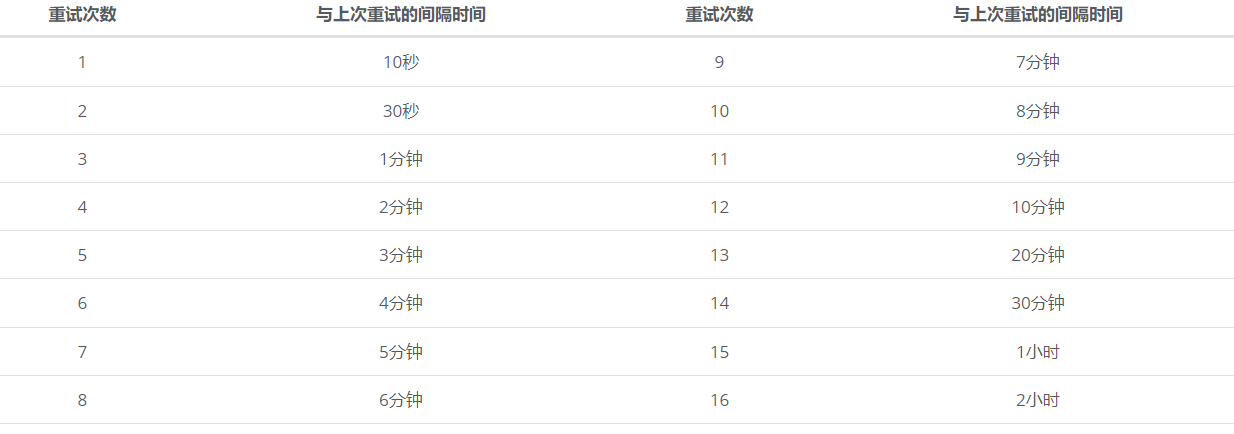 重试次数 与上次重试的间隔时间 重试次数 与上次重试的间隔时间
1 10秒 9 7分钟
2 30秒 10 8分钟
3 1分钟 11 9分钟
4 2分钟 12 10分钟
5 3分钟 13 20分钟
6 4分钟 14 30分钟
7 5分钟 15 1小时
8 6分钟 16 2小时